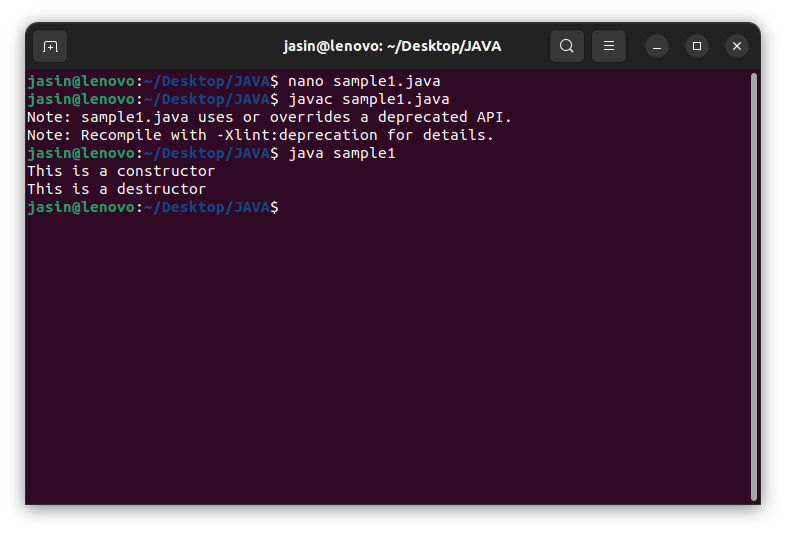 jasin@lenovo: ~/Desktop/JAVA
jasin@lenovo:~/Desktop/JAVA$ nano sample1.java
jasin@lenovo:~/Desktop/JAVA$ javac sample1.java
Note: sample1.java uses or overrides a deprecated API.
Note: Recompile with -Xlint:deprecation for details.
jasin@lenovo:~/Desktop/JAVA$ java sample1
This is a constructor
This is a destructor
jasin@lenovo:~/Desktop/JAVA$